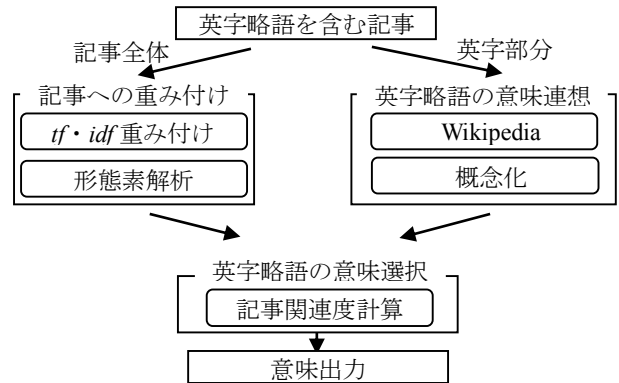 英字略語を含む記事
記事全体
英字部分
記事への重み付け
tf・idf 重み付け
形態素解析
英字略語の意味連想
Wikipedia
概念化
英字略語の意味選択
記事関連度計算
意味出力